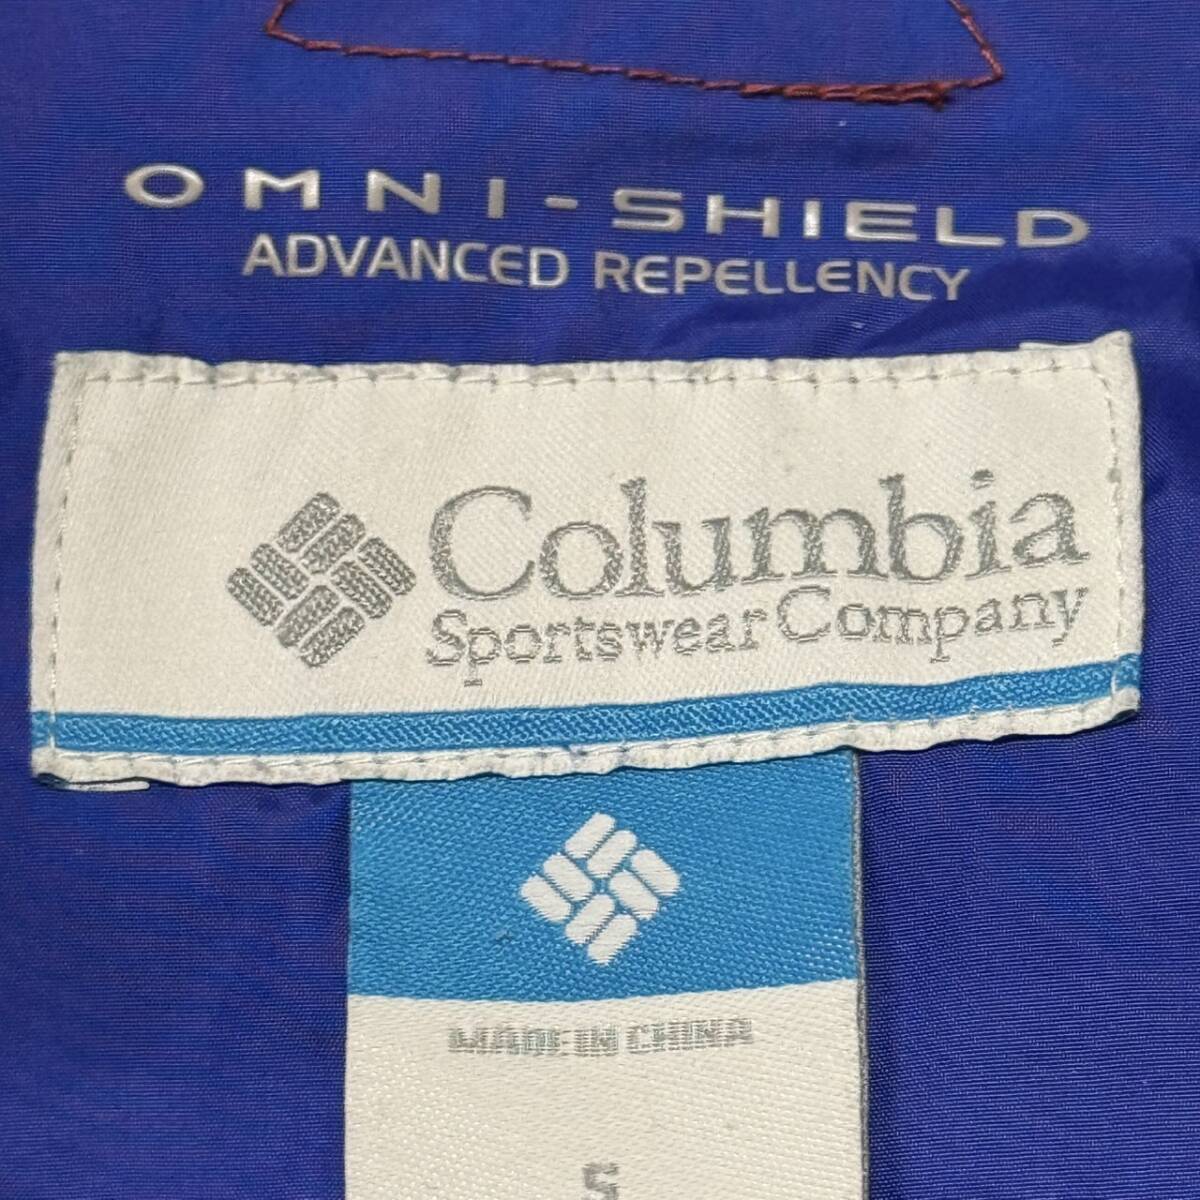 OMNI-SHIELD
ADVANCED REPELLENCY
Columbia
Sportswear Company
MADE IN CHINA
S